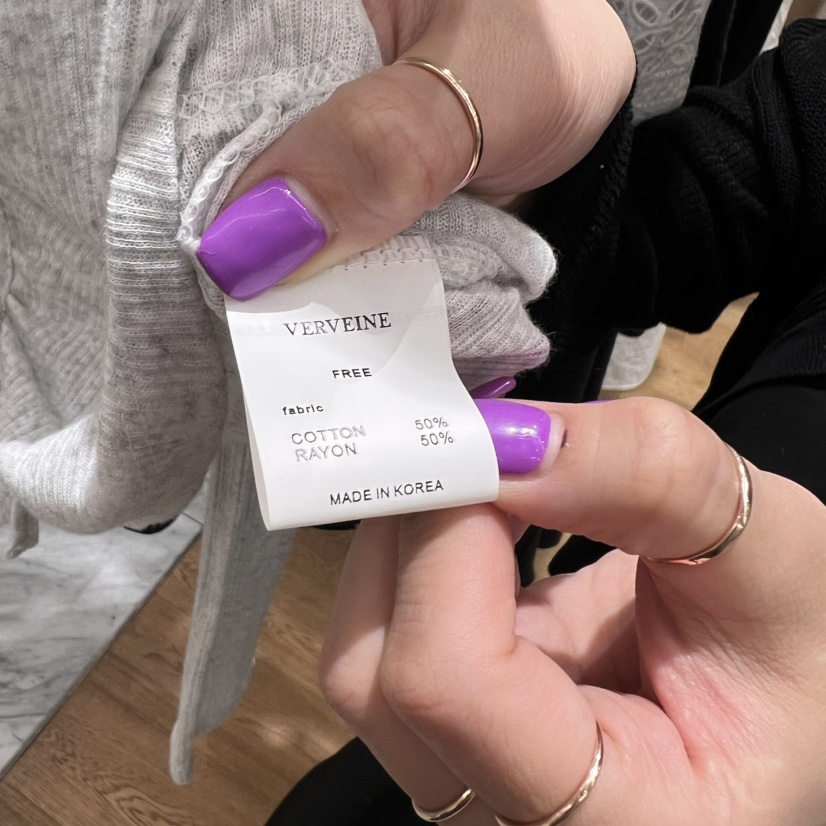 VERVEINE
FREE
fabric
COTTON 50%
RAYON 50%
MADE IN KOREA